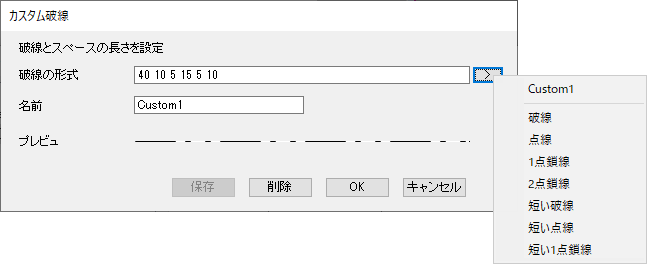 カスタム破線
破線とスペースの長さを設定
破線の形式 40 10 5 15 5 10 >
名前 Custom1
プレビュー
保存 削除 OK キャンセル
Custom1
破線
点線
1点鎖線
2点鎖線
短い破線
短い点線
短い1点鎖線